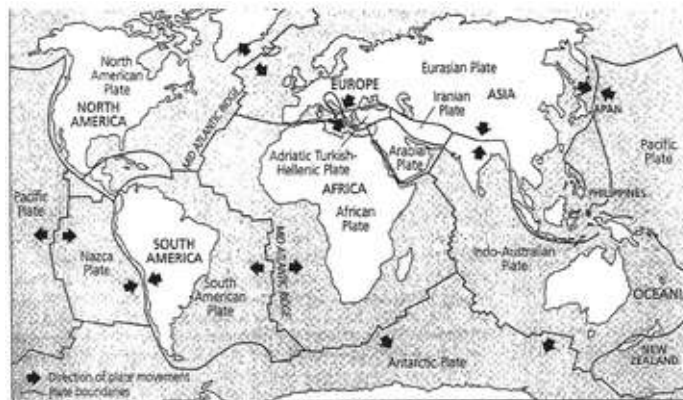 North
American
Plate
NORTH
AMERICA
MID ATLANTIC RIDGE
EUROPE
Eurasian Plate
ASIA
Iranian
Plate
JAPAN
Adriatic Turkish-
Hellenic Plate
Arabian
Plate
Pacific
Plate
PHILIPPINES
AFRICA
African
Plate
Pacific
Plate
Nazca
Plate
SOUTH
AMERICA
South
American
Plate
MID ATLANTIC RIDGE
Indo-Australian
Plate
OCEANI
NEW
ZEALAND
Antarctic Plate
Direction of plate movement
Plate boundaries